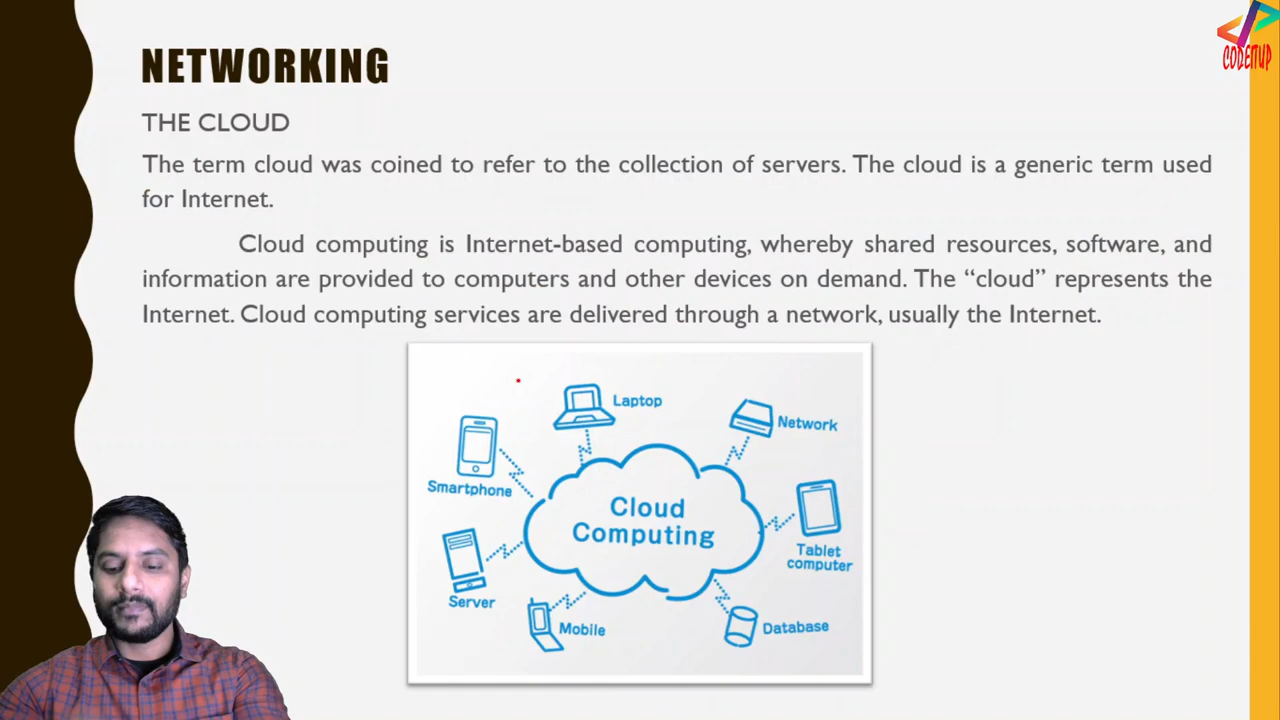 NETWORKING
CODEITUP
THE CLOUD
The term cloud was coined to refer to the collection of servers. The cloud is a generic term used
for Internet.
Cloud computing is Internet-based computing, whereby shared resources, software, and
information are provided to computers and other devices on demand. The “cloud” represents the
Internet. Cloud computing services are delivered through a network, usually the Internet.
Laptop
Network
Smartphone
Cloud
Computing
Tablet
computer
Server
Mobile
Database